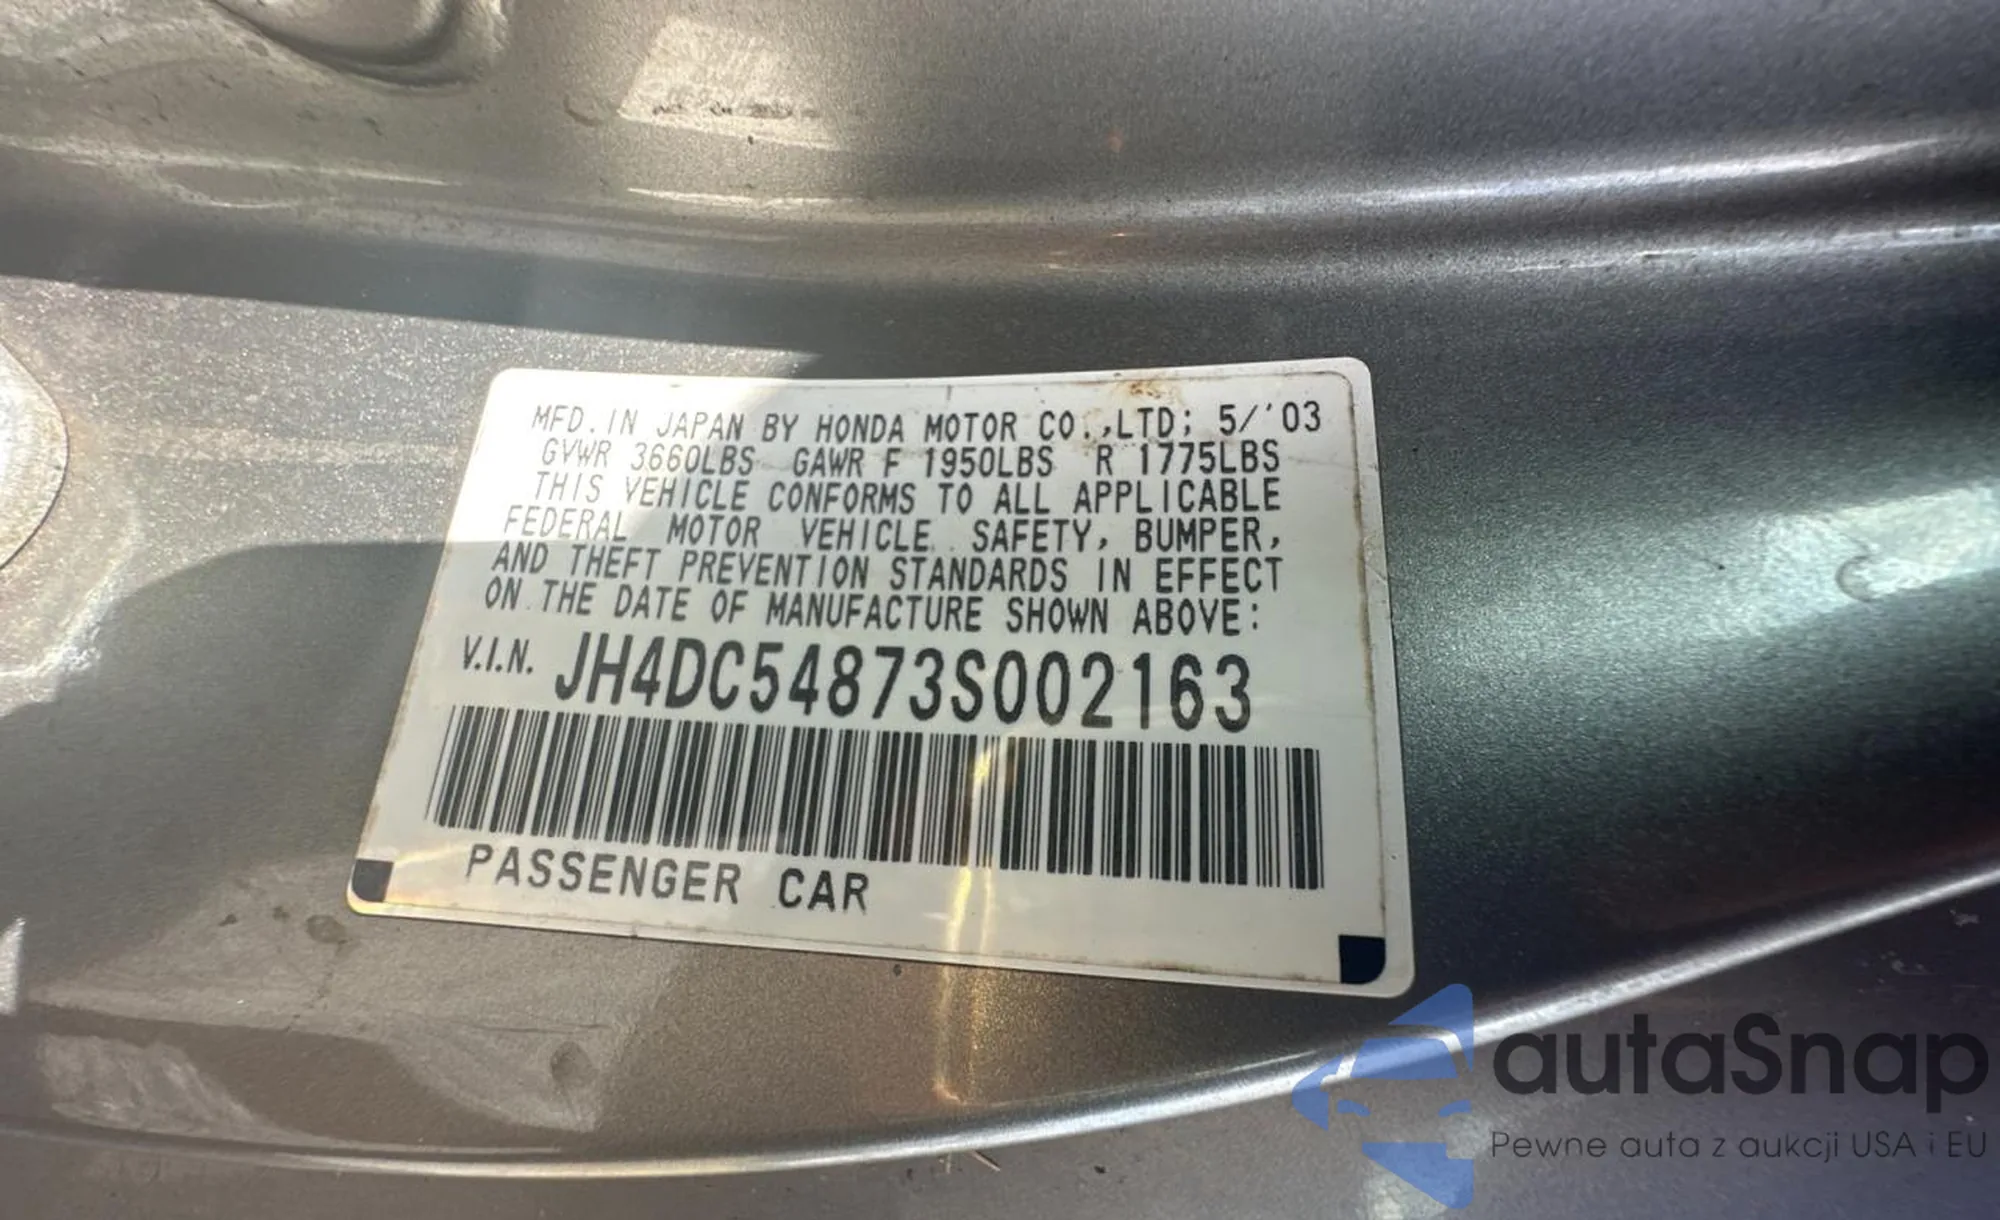 MFD. IN JAPAN BY HONDA MOTOR CO.,LTD; 5/'03
GVWR 3660LBS GAWR F 1950LBS R 1775LBS
THIS VEHICLE CONFORMS TO ALL APPLICABLE
FEDERAL MOTOR VEHICLE SAFETY, BUMPER,
AND THEFT PREVENTION STANDARDS IN EFFECT
ON THE DATE OF MANUFACTURE SHOWN ABOVE:
V.I.N. JH4DC54873S002163
PASSENGER CAR
autaSnap
Pewne auta z aukcji USA i EU